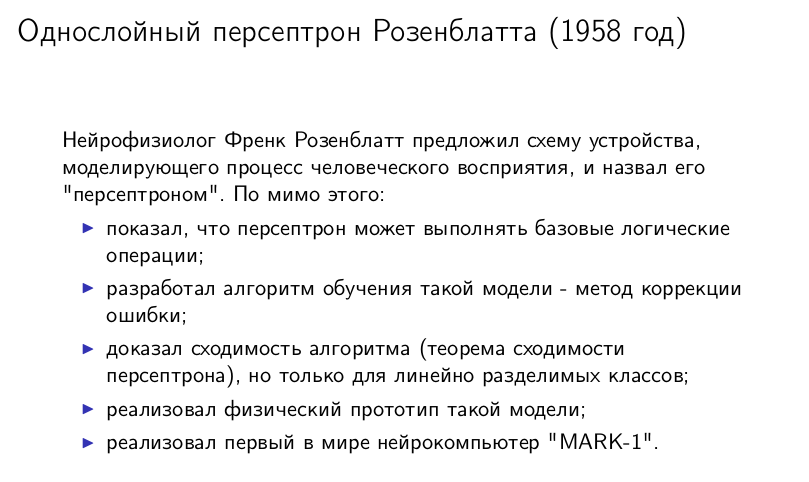 Однослойный персептрон Розенблатта (1958 год)
Нейрофизиолог Френк Розенблатт предложил схему устройства,
моделирующего процесс человеческого восприятия, и назвал его
"персептроном". По мимо этого:
показал, что персептрон может выполнять базовые логические
операции;
разработал алгоритм обучения такой модели - метод коррекции
ошибки;
доказал сходимость алгоритма (теорема сходимости
персептрона), но только для линейно разделимых классов;
реализовал физический прототип такой модели;
реализовал первый в мире нейрокомпьютер "MARK-1".